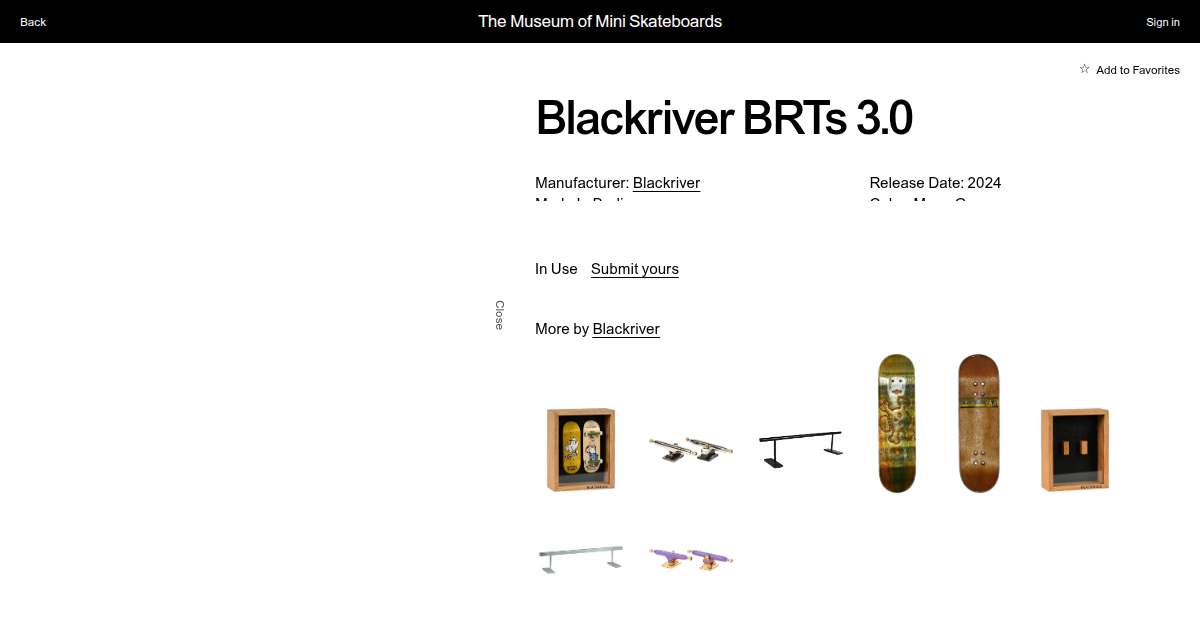 Back
The Museum of Mini Skateboards
Sign in
☆ Add to Favorites
Blackriver BRTs 3.0
Manufacturer: Blackriver
Release Date: 2024
In Use Submit yours
Close
More by Blackriver